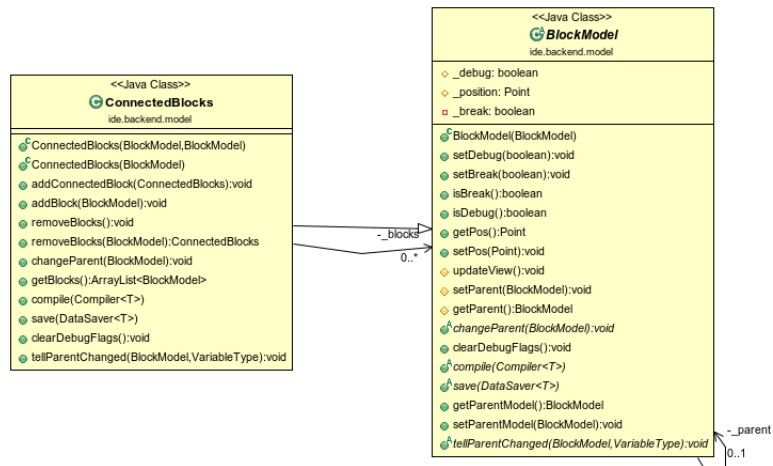 <<Java Class>>
ConnectedBlocks
ide.backend.model
ConnectedBlocks(BlockModel,BlockModel)
ConnectedBlocks(BlockModel)
addConnectedBlock(ConnectedBlocks):void
addBlock(BlockModel):void
removeBlocks():void
removeBlocks(BlockModel):ConnectedBlocks
changeParent(BlockModel):void
getBlocks():ArrayList<BlockModel>
compile(Compiler<T>)
save(DataSaver<T>)
clearDebugFlags():void
tellParentChanged(BlockModel,VariableType):void
-_blocks
0..*
<<Java Class>>
BlockModel
ide.backend.model
_debug: boolean
_position: Point
_break: boolean
BlockModel(BlockModel)
setDebug(boolean):void
setBreak(boolean):void
isBreak():boolean
isDebug():boolean
getPos():Point
setPos(Point):void
updateView():void
setParent(BlockModel):void
getParent():BlockModel
changeParent(BlockModel):void
clearDebugFlags():void
compile(Compiler<T>)
save(DataSaver<T>)
getParentModel():BlockModel
setParentModel(BlockModel):void
tellParentChanged(BlockModel,VariableType):void
-_parent
0..1